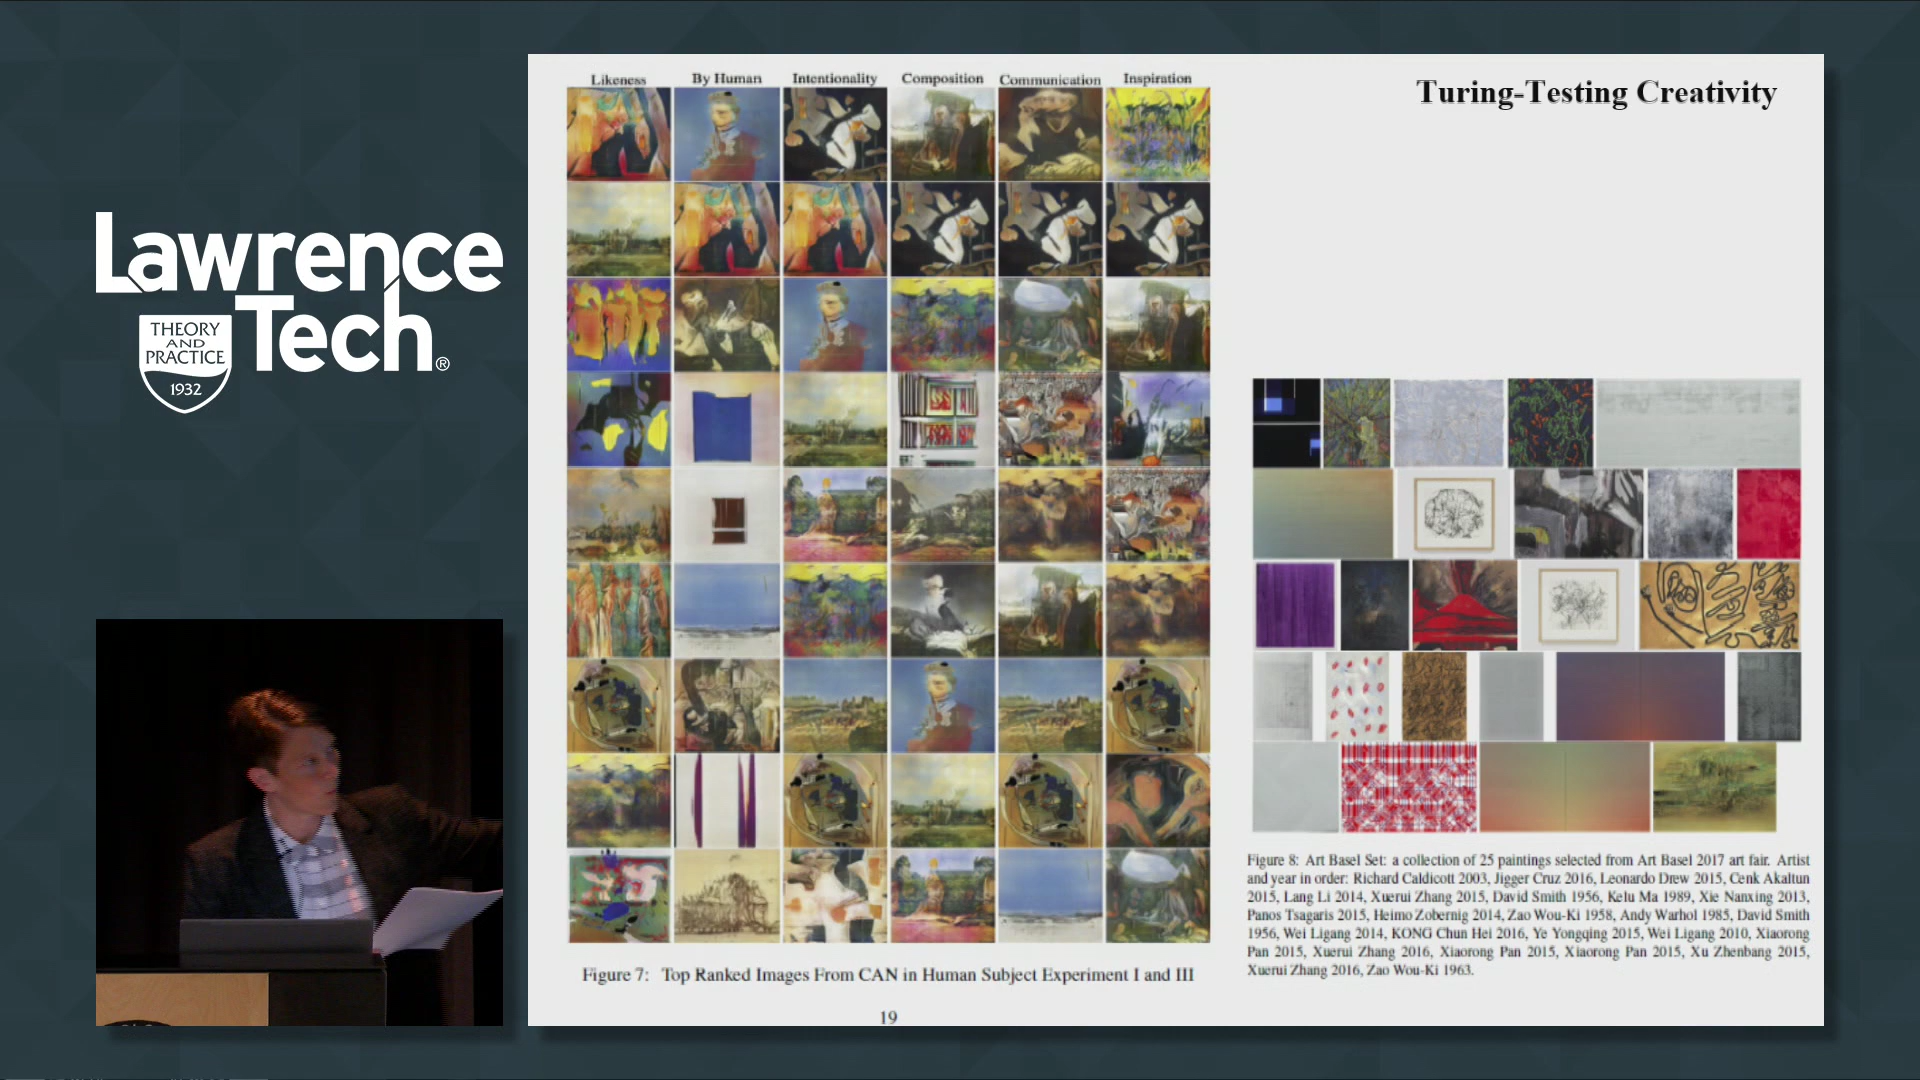 Lawrence
Tech®
THEORY
AND
PRACTICE
1932
Likeness By Human Intentionality Composition Communication Inspiration
Turing-Testing Creativity
Figure 7: Top Ranked Images From CAN in Human Subject Experiment I and III
19
Figure 8: Art Basel Set: a collection of 25 paintings selected from Art Basel 2017 art fair. Artist
and year in order: Richard Caldicott 2003, Jigger Cruz 2016, Leonardo Drew 2015, Cenk Akaltun
2015, Lang Li 2014, Xuerui Zhang 2015, David Smith 1956, Kelu Ma 1989, Xie Nanxing 2013,
Panos Tsagaris 2015, Heimo Zobernig 2014, Zao Wou-Ki 1958, Andy Warhol 1985, David Smith
1956, Wei Ligang 2014, KONG Chun Hei 2016, Ye Yongqing 2015, Wei Ligang 2010, Xiaorong
Pan 2015, Xuerui Zhang 2016, Xiaorong Pan 2015, Xiaorong Pan 2015, Xu Zhenbang 2015,
Xuerui Zhang 2016, Zao Wou-Ki 1963.